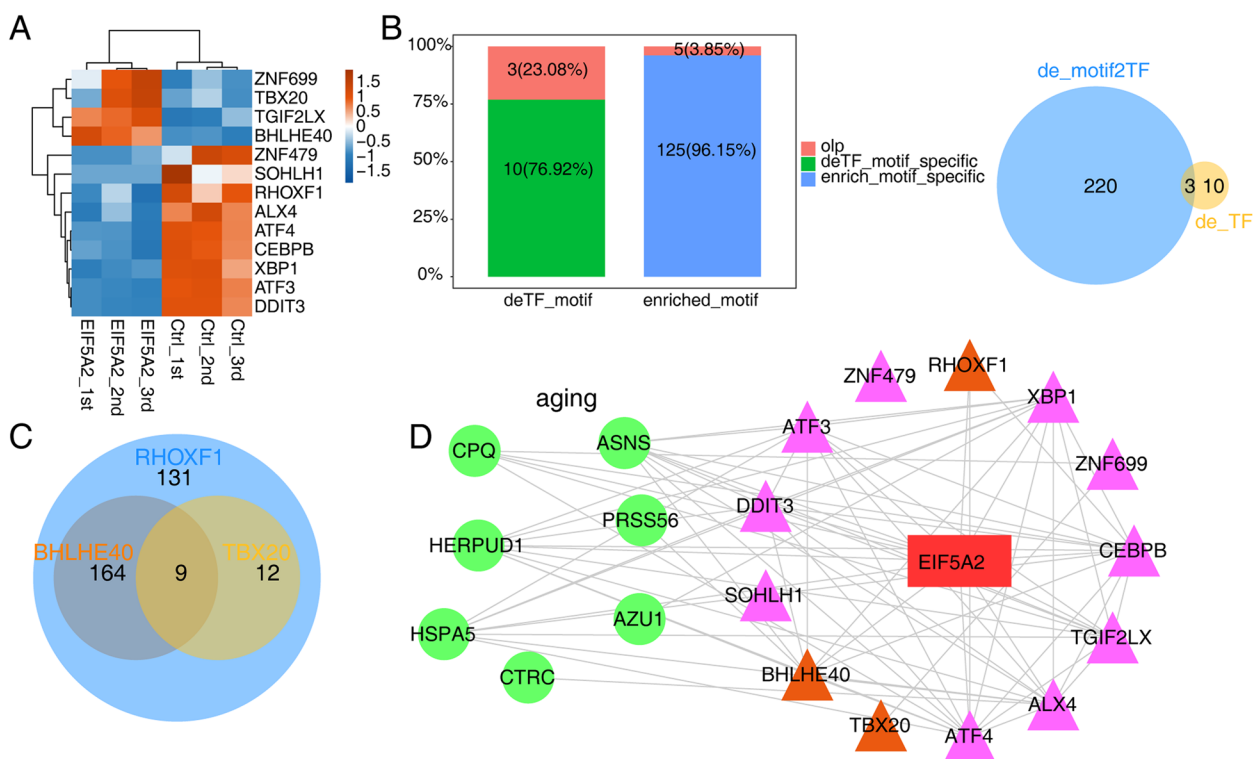 A
ZNF699
TBX20
TGIF2LX
BHLHE40
ZNF479
SOHLH1
RHOXF1
ALX4
ATF4
CEBPB
XBP1
ATF3
DDIT3
1.5
1
0.5
0
−0.5
−1
−1.5
EIF5A2_1st
EIF5A2_2nd
EIF5A2_3rd
Ctrl_1st
Ctrl_2nd
Ctrl_3rd
B
100%
75%
50%
25%
0%
3(23.08%)
10(76.92%)
5(3.85%)
125(96.15%)
deTF_motif
enriched_motif
olp
deTF_motif_specific
enrich_motif_specific
de_motif2TF
220
3
10
de_TF
C
RHOXF1
131
BHLHE40
164
9
TBX20
12
D
aging
CPQ
ASNS
PRSS56
HERPUD1
AZU1
HSPA5
CTRC
ZNF479
RHOXF1
ATF3
XBP1
ZNF699
DDIT3
CEBPB
EIF5A2
SOHLH1
TGIF2LX
BHLHE40
ALX4
TBX20
ATF4